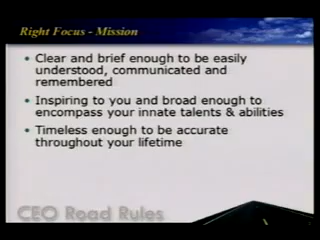 Right Focus - Mission
• Clear and brief enough to be easily
understood, communicated and
remembered
• Inspiring to you and broad enough to
encompass your innate talents & abilities
• Timeless enough to be accurate
throughout your lifetime
CEO Road Rules